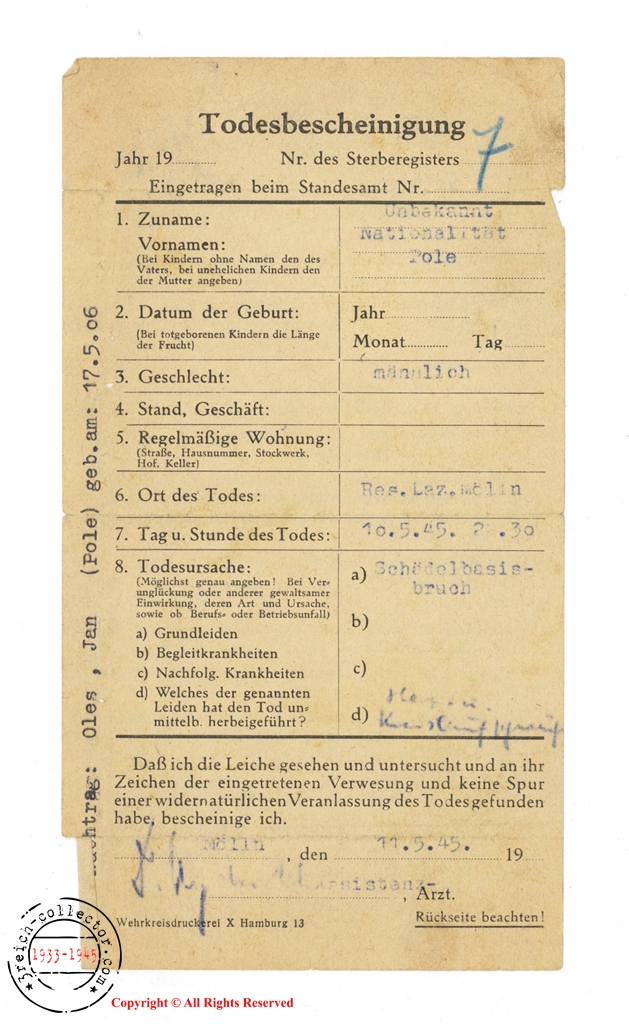 Todesbescheinigung
7
Jahr 19 Nr. des Sterberegisters
Eingetragen beim Standesamt Nr.
1. Zuname: Unbekannt
Vornamen: Nationalität
(Bei Kindern ohne Namen den des Pole
Vaters, bei unehelichen Kindern den
der Mutter angeben)
2. Datum der Geburt: Jahr
(Bei totgeborenen Kindern die Länge
der Frucht) Monat Tag
3. Geschlecht: männlich
4. Stand, Geschäft:
5. Regelmäßige Wohnung:
(Straße, Hausnummer, Stockwerk,
Hof, Keller)
6. Ort des Todes: Res.Laz.Mölln
7. Tag u. Stunde des Todes: 10.5.45.
8. Todesursache: a) Schädelbasis-
(Möglichst genau angeben! Bei Ver- bruch
unglückung oder anderer gewaltsamer
Einwirkung, deren Art und Ursache,
sowie ob Berufs- oder Betriebsunfall) b)
a) Grundleiden
b) Begleitkrankheiten
c) Nachfolg. Krankheiten c)
d) Welches der genannten
Leiden hat den Tod un- d)
mittelb. herbeigeführt?
Daß ich die Leiche gesehen und untersucht und an ihr
Zeichen der eingetretenen Verwesung und keine Spur
einer widernatürlichen Veranlassung des Todes gefunden
habe, bescheinige ich.
Mölln, den 11.5.45. 19
, Arzt.
Wehrkreisdruckerei X Hamburg 13 Rückseite beachten!
Nachtrag: Oles , Jan (Pole) geb.am: 17.5.06
3reich-collector.com
1933-1945
Copyright © All Rights Reserved